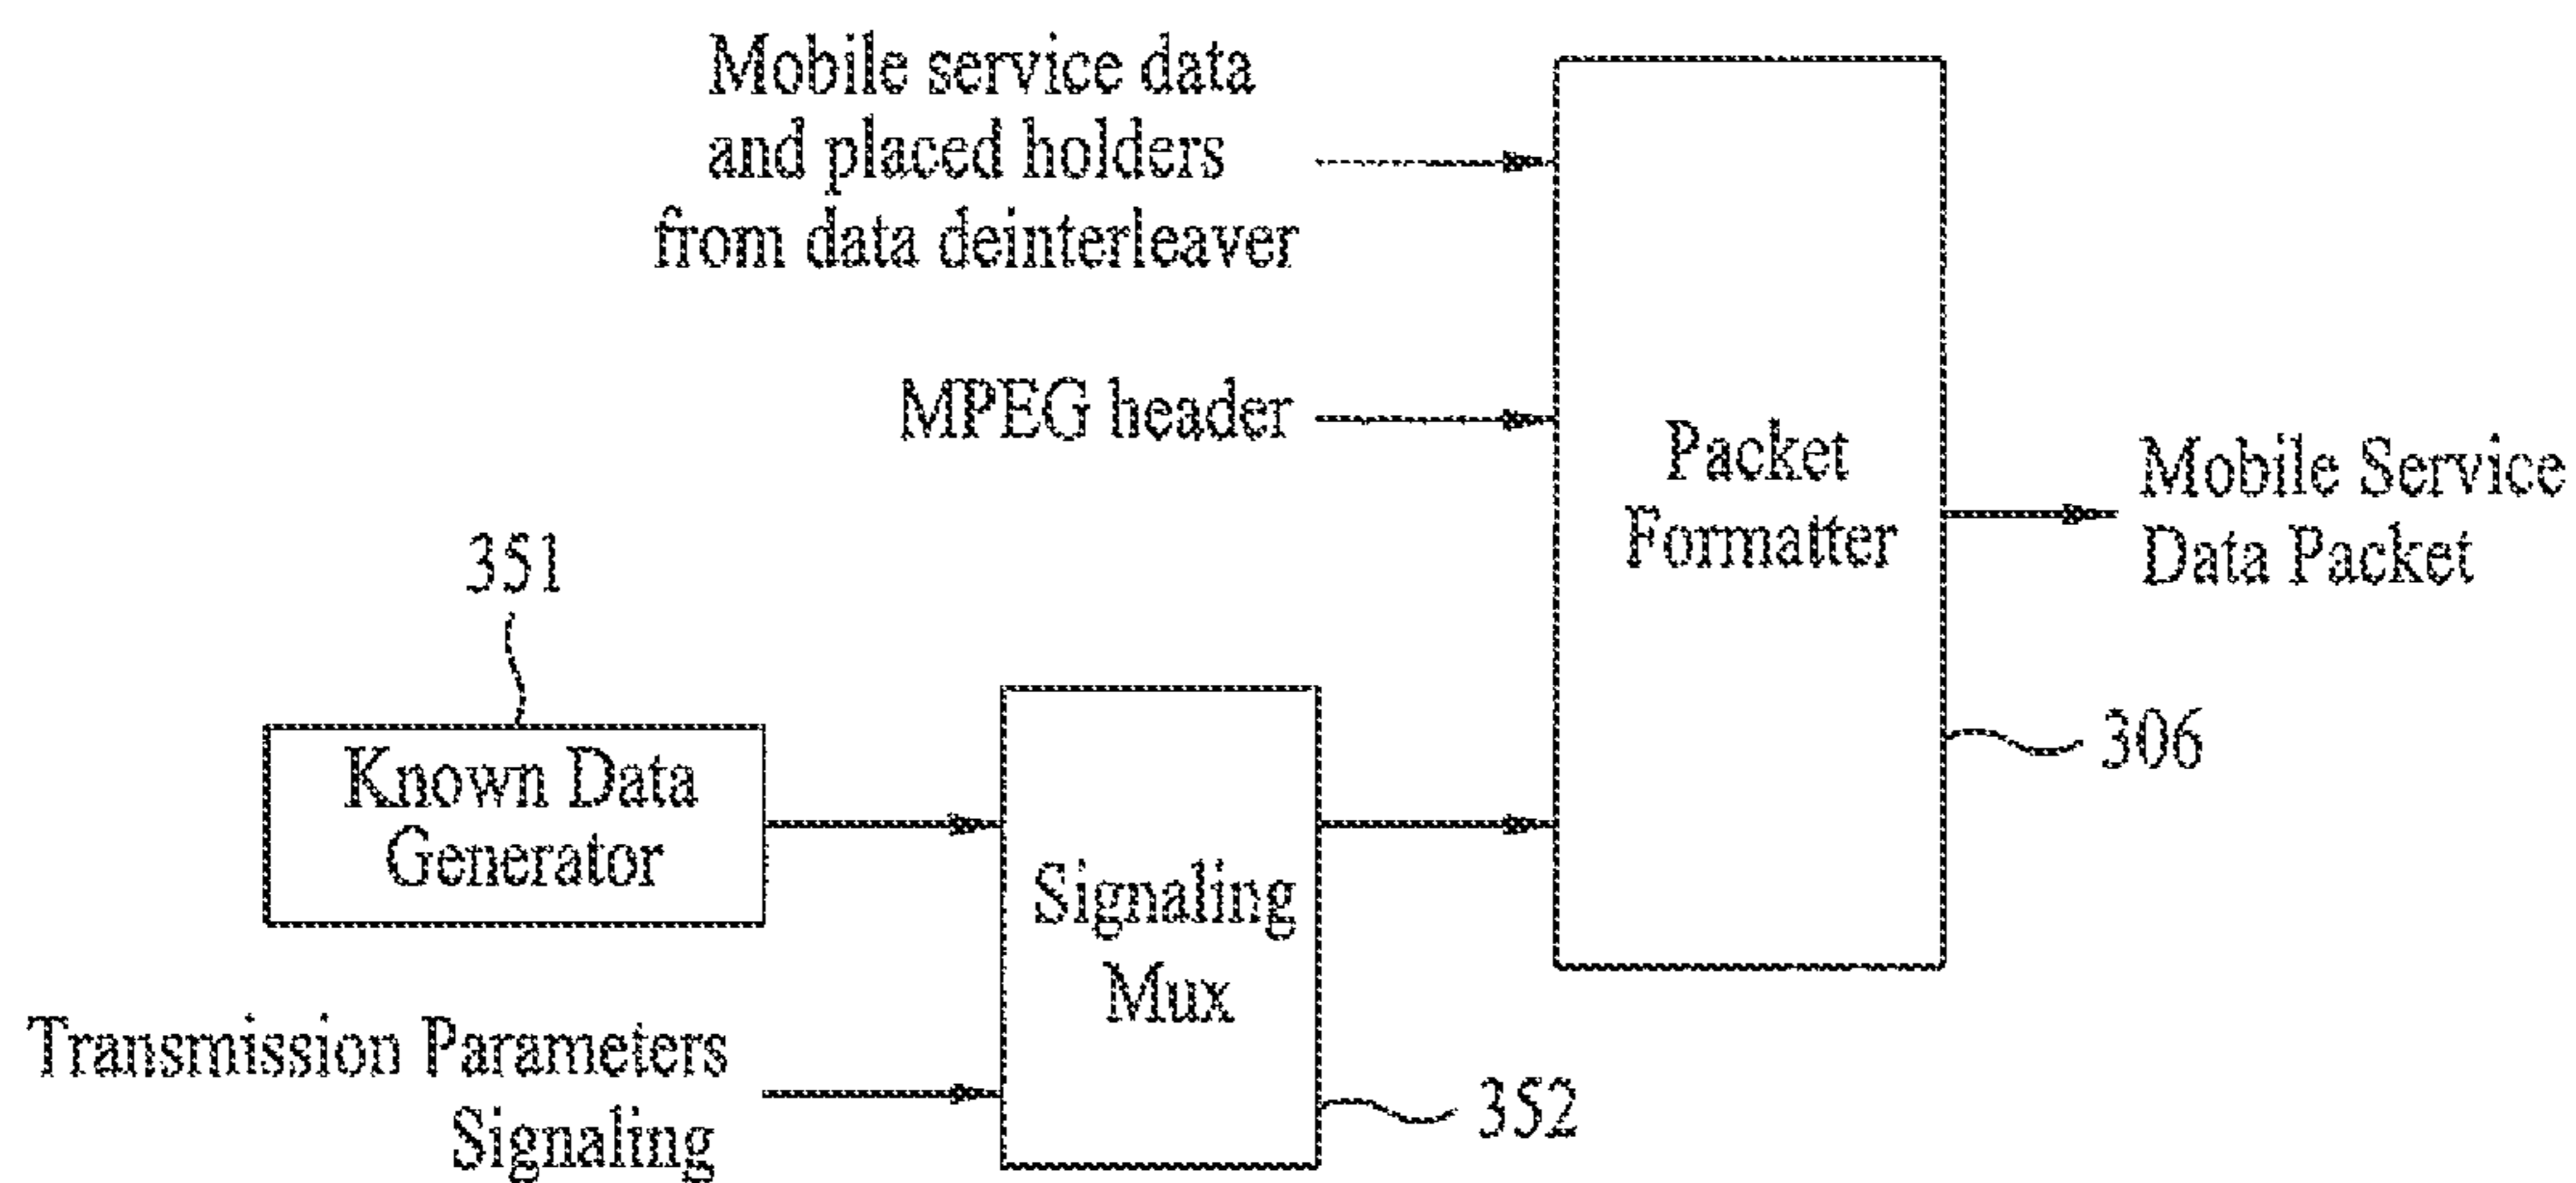 Mobile service data
and placed holders
from data deinterleaver
MPEG header
Packet
Formatter
Mobile Service
Data Packet
351
306
Known Data
Generator
Signaling
Mux
Transmission Parameters
Signaling
352